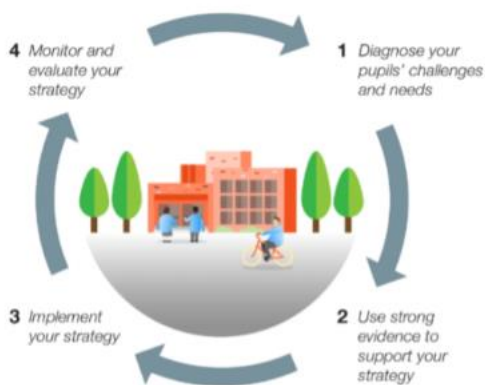 1 Diagnose your
pupils' challenges
and needs
2 Use strong
evidence to
support your
strategy
3 Implement
your strategy
4 Monitor and
evaluate your
strategy